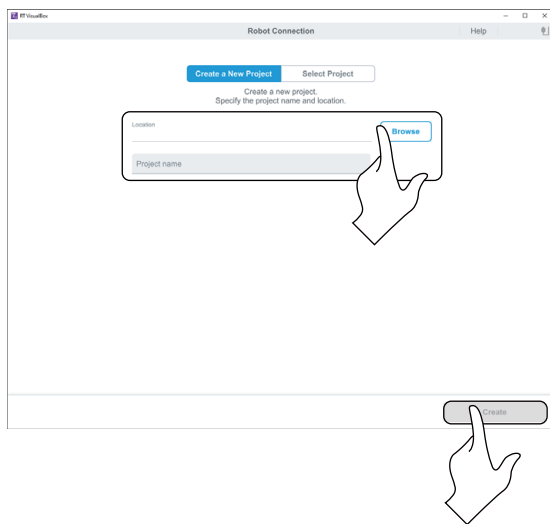 RT VisualBox
Robot Connection
Help
Create a New Project
Select Project
Create a new project.
Specify the project name and location.
Location
Browse
Project name
Create